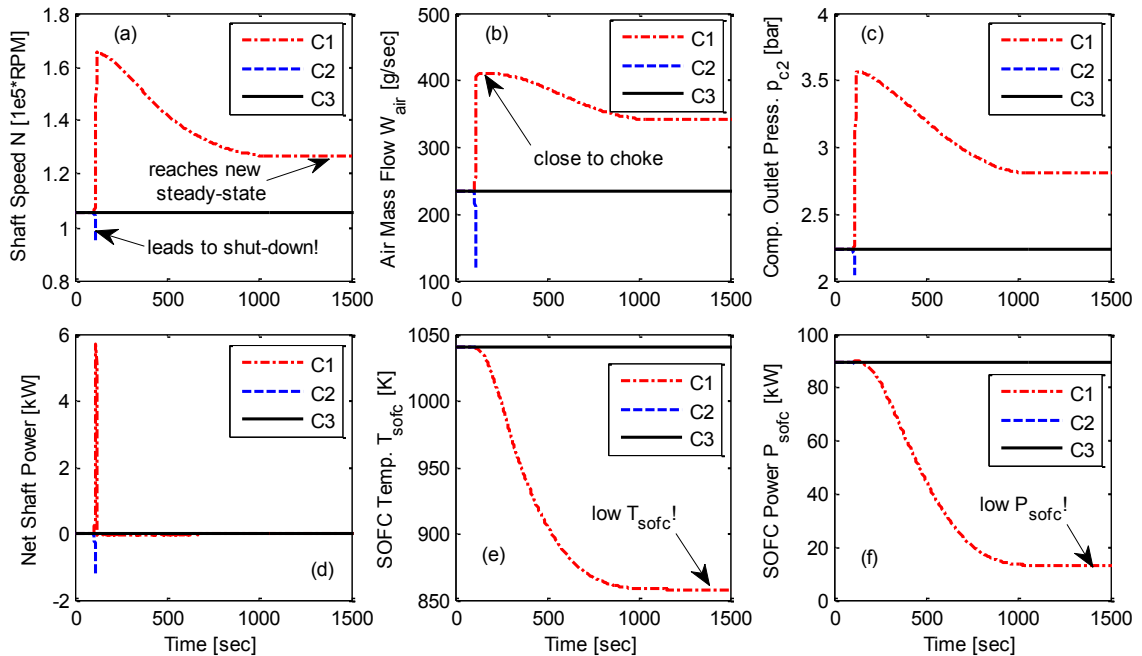 (a)
C1
C2
C3
reaches new
steady-state
leads to shut-down!
Shaft Speed N [1e5*RPM]
1.8
1.6
1.4
1.2
1
0.8
0 500 1000 1500
(b)
C1
C2
C3
close to choke
Air Mass Flow W_air [g/sec]
500
400
300
200
100
0 500 1000 1500
(c)
C1
C2
C3
Comp. Outlet Press. p_c2 [bar]
4
3.5
3
2.5
2
0 500 1000 1500
C1
C2
C3
(d)
Net Shaft Power [kW]
6
4
2
0
-2
0 500 1000 1500
Time [sec]
C1
C2
C3
low T_sofc!
(e)
SOFC Temp. T_sofc [K]
1050
1000
950
900
850
0 500 1000 1500
Time [sec]
C1
C2
C3
low P_sofc!
(f)
SOFC Power P_sofc [kW]
100
80
60
40
20
0
0 500 1000 1500
Time [sec]